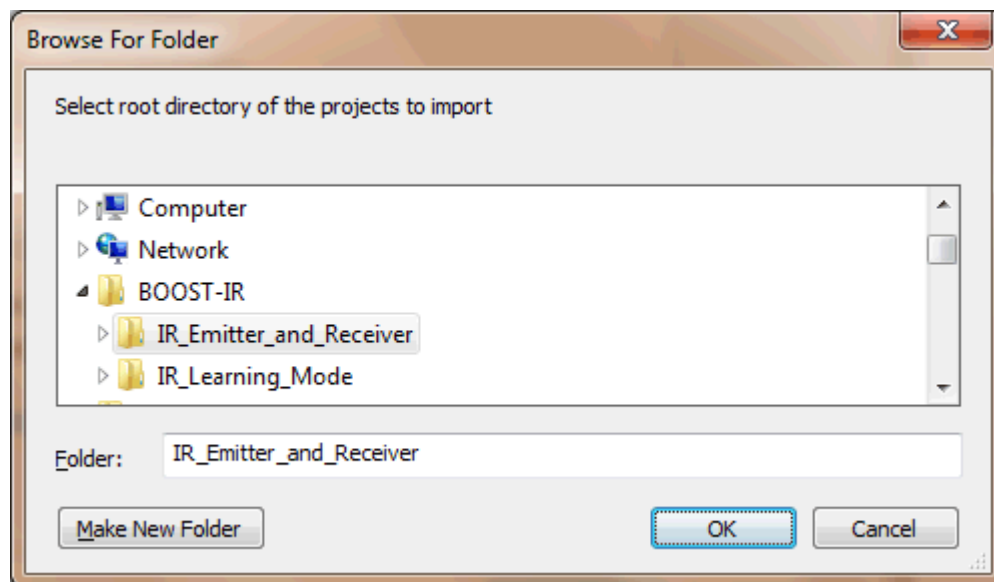 Browse For Folder
Select root directory of the projects to import
Computer
Network
BOOST-IR
IR_Emitter_and_Receiver
IR_Learning_Mode
Folder: IR_Emitter_and_Receiver
Make New Folder OK Cancel